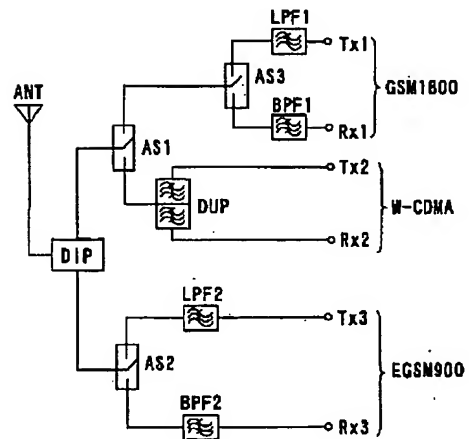 LPF1
Tx1
AS3
GSM1800
BPF1
Rx1
ANT
AS1
Tx2
DUP
W-CDMA
Rx2
DIP
LPF2
Tx3
AS2
EGSM900
BPF2
Rx3